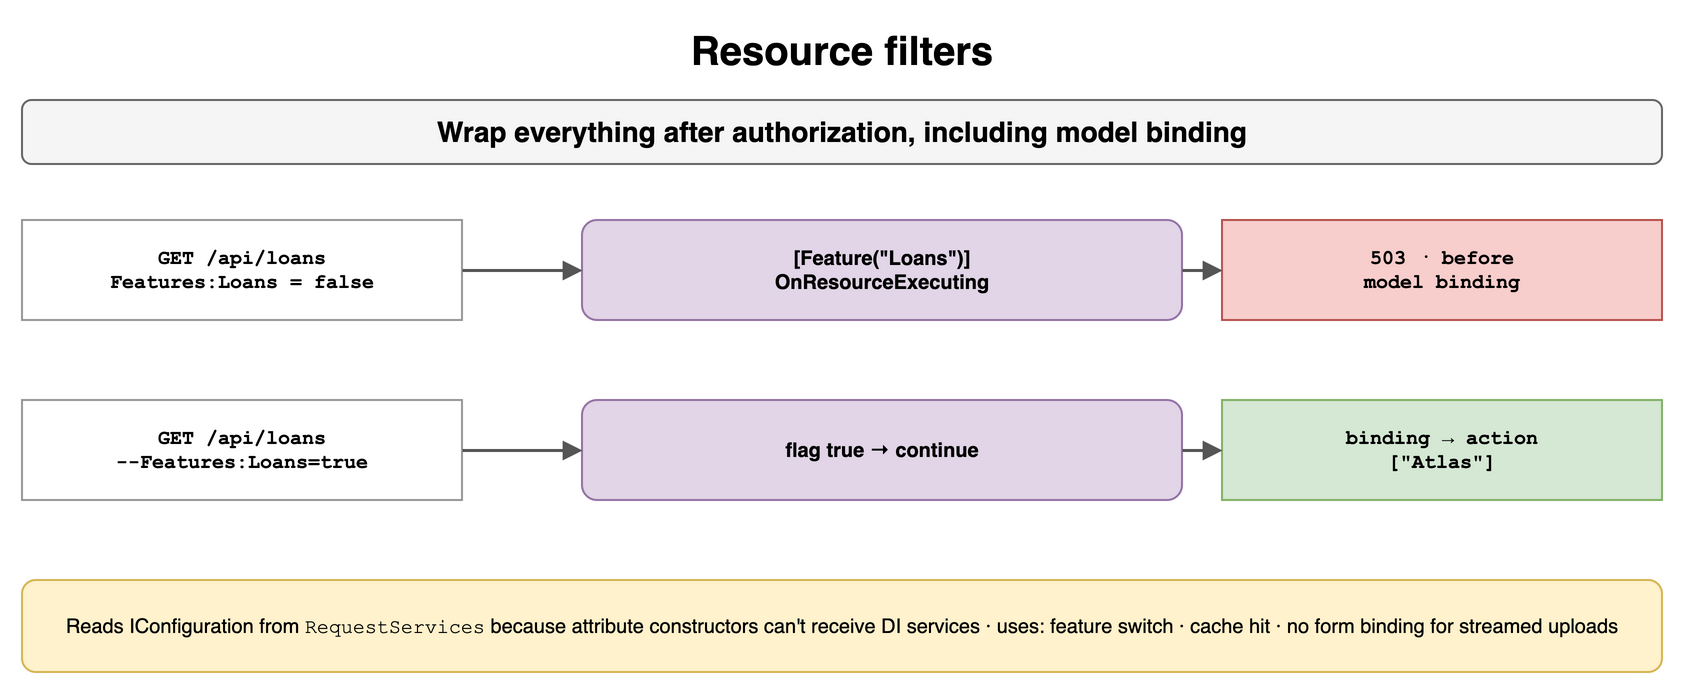 Resource filters
Wrap everything after authorization, including model binding
GET /api/loans
Features:Loans = false
[Feature("Loans")]
OnResourceExecuting
503 · before
model binding
GET /api/loans
--Features:Loans=true
flag true → continue
binding → action
["Atlas"]
Reads IConfiguration from RequestServices because attribute constructors can't receive DI services · uses: feature switch · cache hit · no form binding for streamed uploads